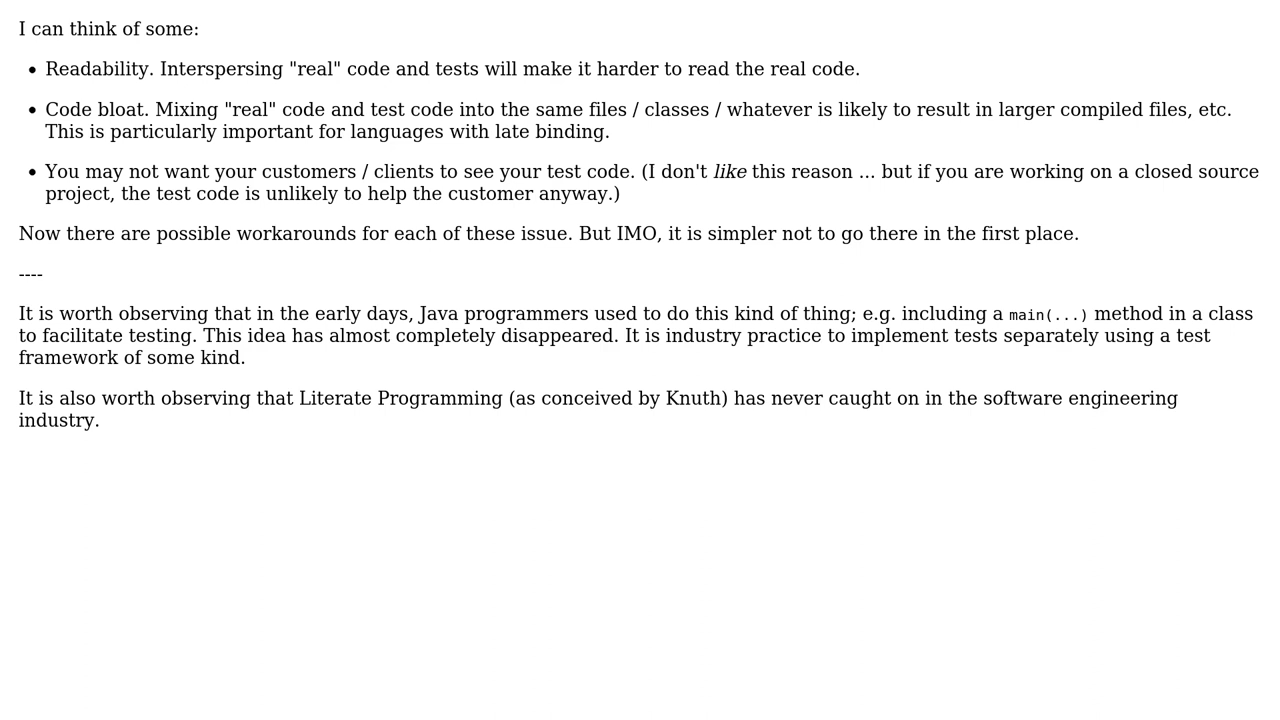 I can think of some:
• Readability. Interspersing "real" code and tests will make it harder to read the real code.
• Code bloat. Mixing "real" code and test code into the same files / classes / whatever is likely to result in larger compiled files, etc.
This is particularly important for languages with late binding.
• You may not want your customers / clients to see your test code. (I don't like this reason ... but if you are working on a closed source
project, the test code is unlikely to help the customer anyway.)
Now there are possible workarounds for each of these issue. But IMO, it is simpler not to go there in the first place.
----
It is worth observing that in the early days, Java programmers used to do this kind of thing; e.g. including a main(...) method in a class
to facilitate testing. This idea has almost completely disappeared. It is industry practice to implement tests separately using a test
framework of some kind.
It is also worth observing that Literate Programming (as conceived by Knuth) has never caught on in the software engineering
industry.